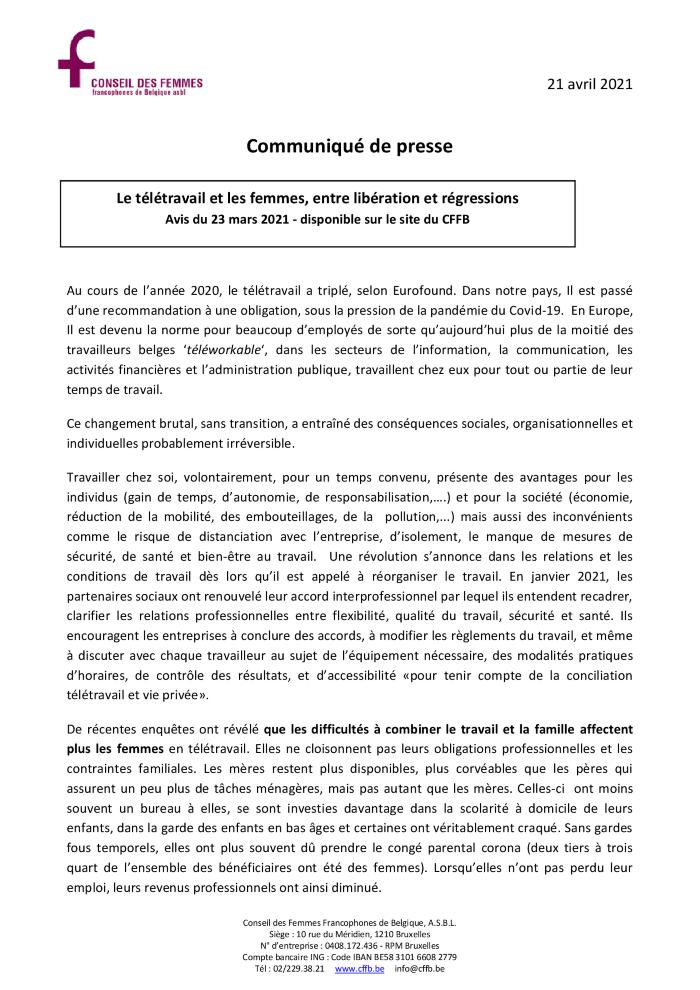 CONSEIL DES FEMMES
francophones de Belgique asbl
21 avril 2021
Communiqué de presse
Le télétravail et les femmes, entre libération et régressions
Avis du 23 mars 2021 - disponible sur le site du CFFB
Au cours de l’année 2020, le télétravail a triplé, selon Eurofound. Dans notre pays, Il est passé
d’une recommandation à une obligation, sous la pression de la pandémie du Covid-19. En Europe,
Il est devenu la norme pour beaucoup d’employés de sorte qu’aujourd’hui plus de la moitié des
travailleurs belges ‘téléworkable‘, dans les secteurs de l’information, la communication, les
activités financières et l’administration publique, travaillent chez eux pour tout ou partie de leur
temps de travail.
Ce changement brutal, sans transition, a entraîné des conséquences sociales, organisationnelles et
individuelles probablement irréversible.
Travailler chez soi, volontairement, pour un temps convenu, présente des avantages pour les
individus (gain de temps, d’autonomie, de responsabilisation,….) et pour la société (économie,
réduction de la mobilité, des embouteillages, de la pollution,...) mais aussi des inconvénients
comme le risque de distanciation avec l’entreprise, d’isolement, le manque de mesures de
sécurité, de santé et bien-être au travail. Une révolution s’annonce dans les relations et les
conditions de travail dès lors qu’il est appelé à réorganiser le travail. En janvier 2021, les
partenaires sociaux ont renouvelé leur accord interprofessionnel par lequel ils entendent recadrer,
clarifier les relations professionnelles entre flexibilité, qualité du travail, sécurité et santé. Ils
encouragent les entreprises à conclure des accords, à modifier les règlements du travail, et même
à discuter avec chaque travailleur au sujet de l’équipement nécessaire, des modalités pratiques
d’horaires, de contrôle des résultats, et d’accessibilité «pour tenir compte de la conciliation
télétravail et vie privée».
De récentes enquêtes ont révélé que les difficultés à combiner le travail et la famille affectent
plus les femmes en télétravail. Elles ne cloisonnent pas leurs obligations professionnelles et les
contraintes familiales. Les mères restent plus disponibles, plus corvéables que les pères qui
assurent un peu plus de tâches ménagères, mais pas autant que les mères. Celles-ci ont moins
souvent un bureau à elles, se sont investies davantage dans la scolarité à domicile de leurs
enfants, dans la garde des enfants en bas âges et certaines ont véritablement craqué. Sans gardes
fous temporels, elles ont plus souvent dû prendre le congé parental corona (deux tiers à trois
quart de l’ensemble des bénéficiaires ont été des femmes). Lorsqu’elles n’ont pas perdu leur
emploi, leurs revenus professionnels ont ainsi diminué.
Conseil des Femmes Francophones de Belgique, A.S.B.L.
Siège : 10 rue du Méridien, 1210 Bruxelles
N° d’entreprise : 0408.172.436 - RPM Bruxelles
Compte bancaire ING : Code IBAN BE58 3101 6608 2779
Tél : 02/229.38.21 www.cffb.be info@cffb.be